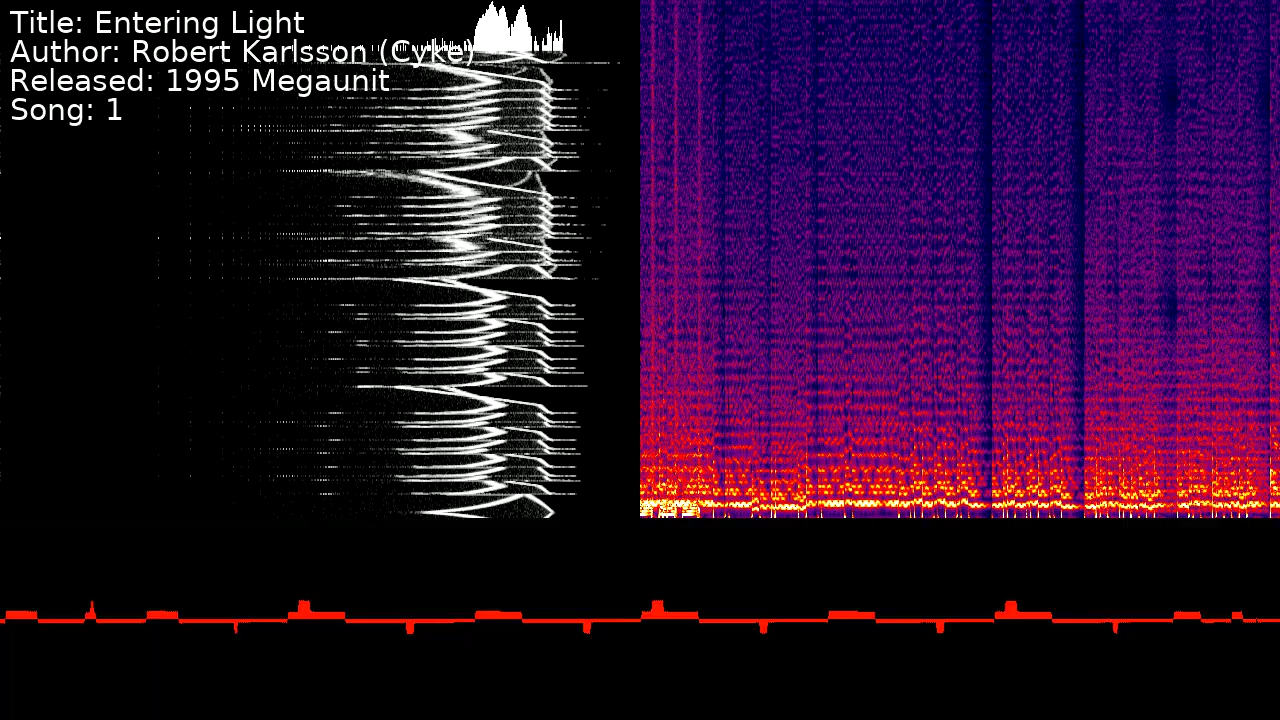 Title: Entering Light
Author: Robert Karlsson (Cyke)
Released: 1995 Megaunit
Song: 1